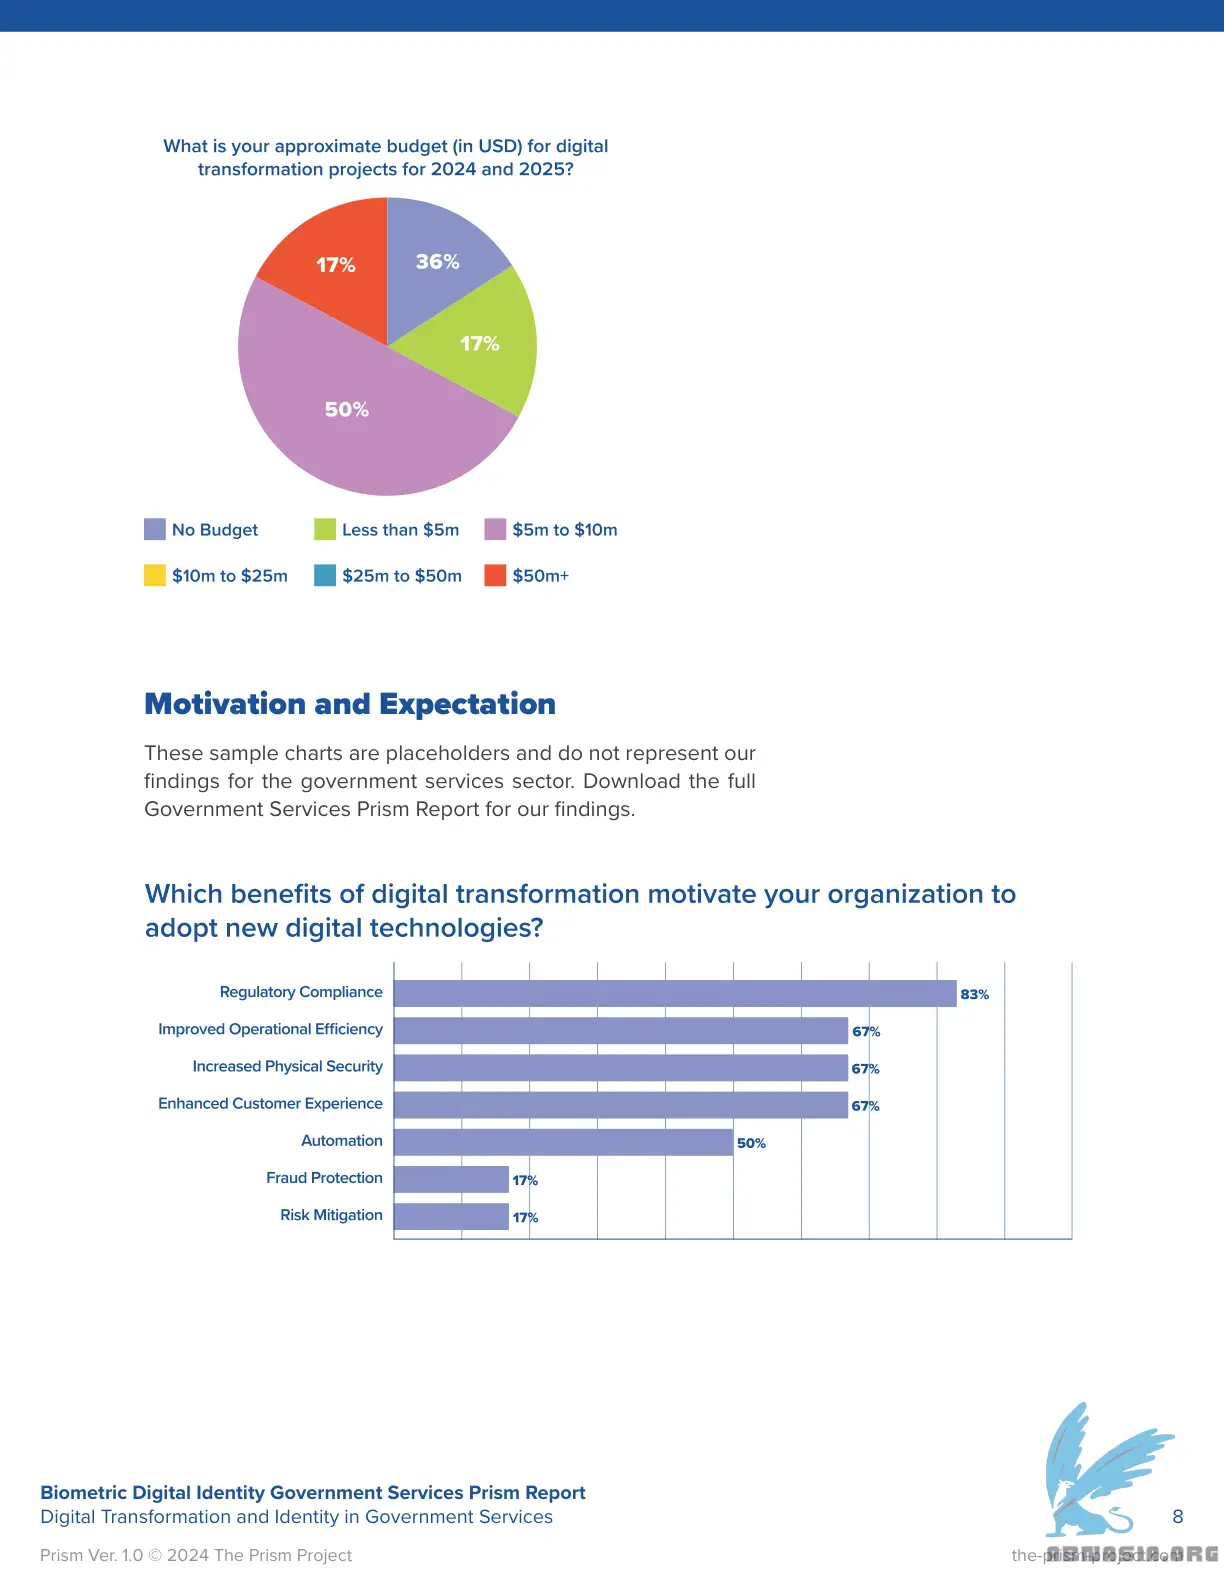 What is your approximate budget (in USD) for digital
transformation projects for 2024 and 2025?
17%
36%
17%
50%
No Budget
Less than $5m
$5m to $10m
$10m to $25m
$25m to $50m
$50m+
Motivation and Expectation
These sample charts are placeholders and do not represent our
findings for the government services sector. Download the full
Government Services Prism Report for our findings.
Which benefits of digital transformation motivate your organization to
adopt new digital technologies?
Regulatory Compliance 83%
Improved Operational Efficiency 67%
Increased Physical Security 67%
Enhanced Customer Experience 67%
Automation 50%
Fraud Protection 17%
Risk Mitigation 17%
Biometric Digital Identity Government Services Prism Report
Digital Transformation and Identity in Government Services
8
Prism Ver. 1.0 © 2024 The Prism Project
the-prism-project.com